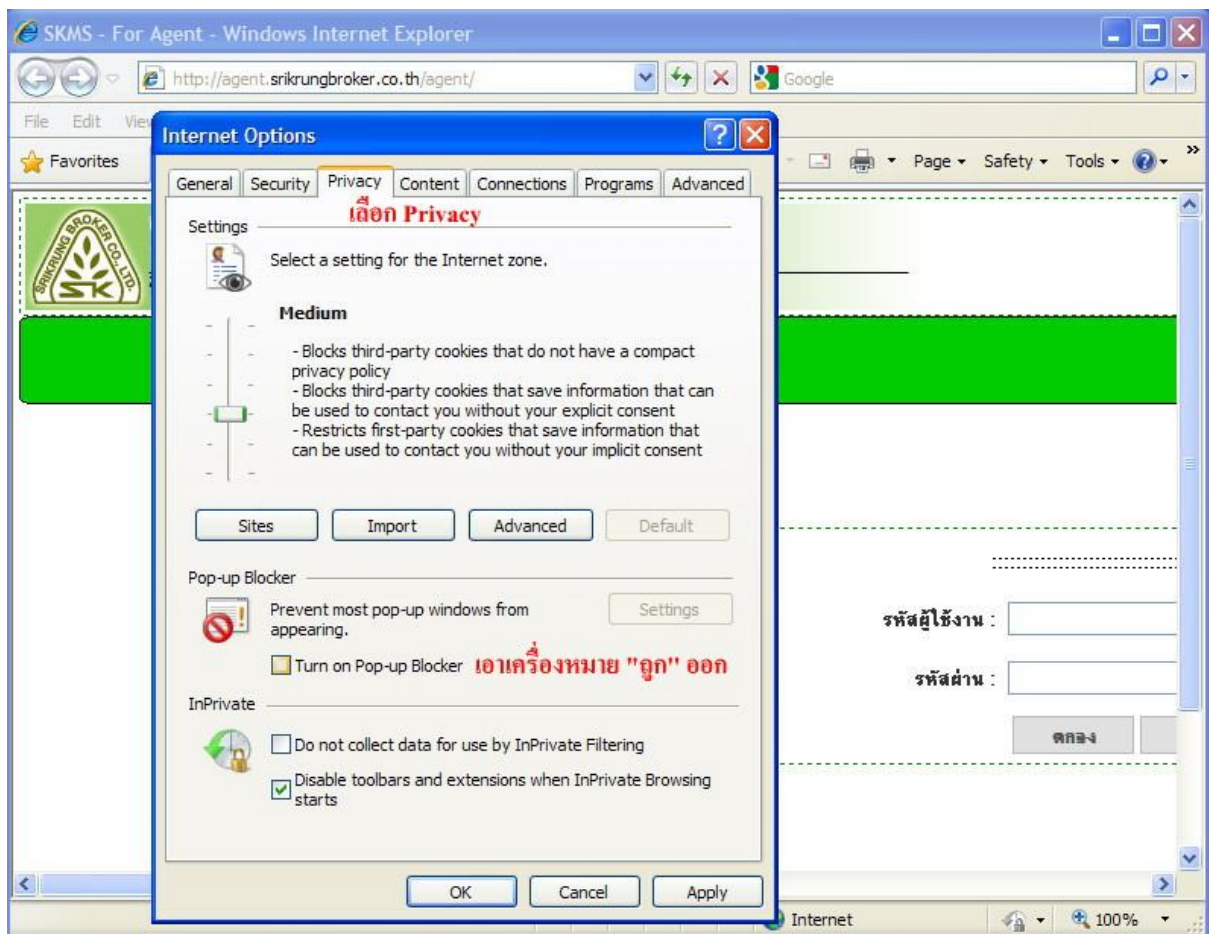 SKMS - For Agent - Windows Internet Explorer
http://agent.srikrungbroker.co.th/agent/
Google
File Edit
Favorites
Page Safety Tools
Internet Options
General Security Privacy Content Connections Programs Advanced
เลือก Privacy
Settings
Select a setting for the Internet zone.
Medium
- Blocks third-party cookies that do not have a compact
privacy policy
- Blocks third-party cookies that save information that can
be used to contact you without your explicit consent
- Restricts first-party cookies that save information that
can be used to contact you without your implicit consent
Sites Import Advanced Default
Pop-up Blocker
Prevent most pop-up windows from
appearing.
Settings
Turn on Pop-up Blocker เอาเครื่องหมาย "ถูก" ออก
InPrivate
Do not collect data for use by InPrivate Filtering
Disable toolbars and extensions when InPrivate Browsing
starts
OK Cancel Apply
SRIKRUNG BROKER CO., LTD.
SK
รหัสผู้ใช้งาน :
รหัสผ่าน :
ตกลง
Internet
100%